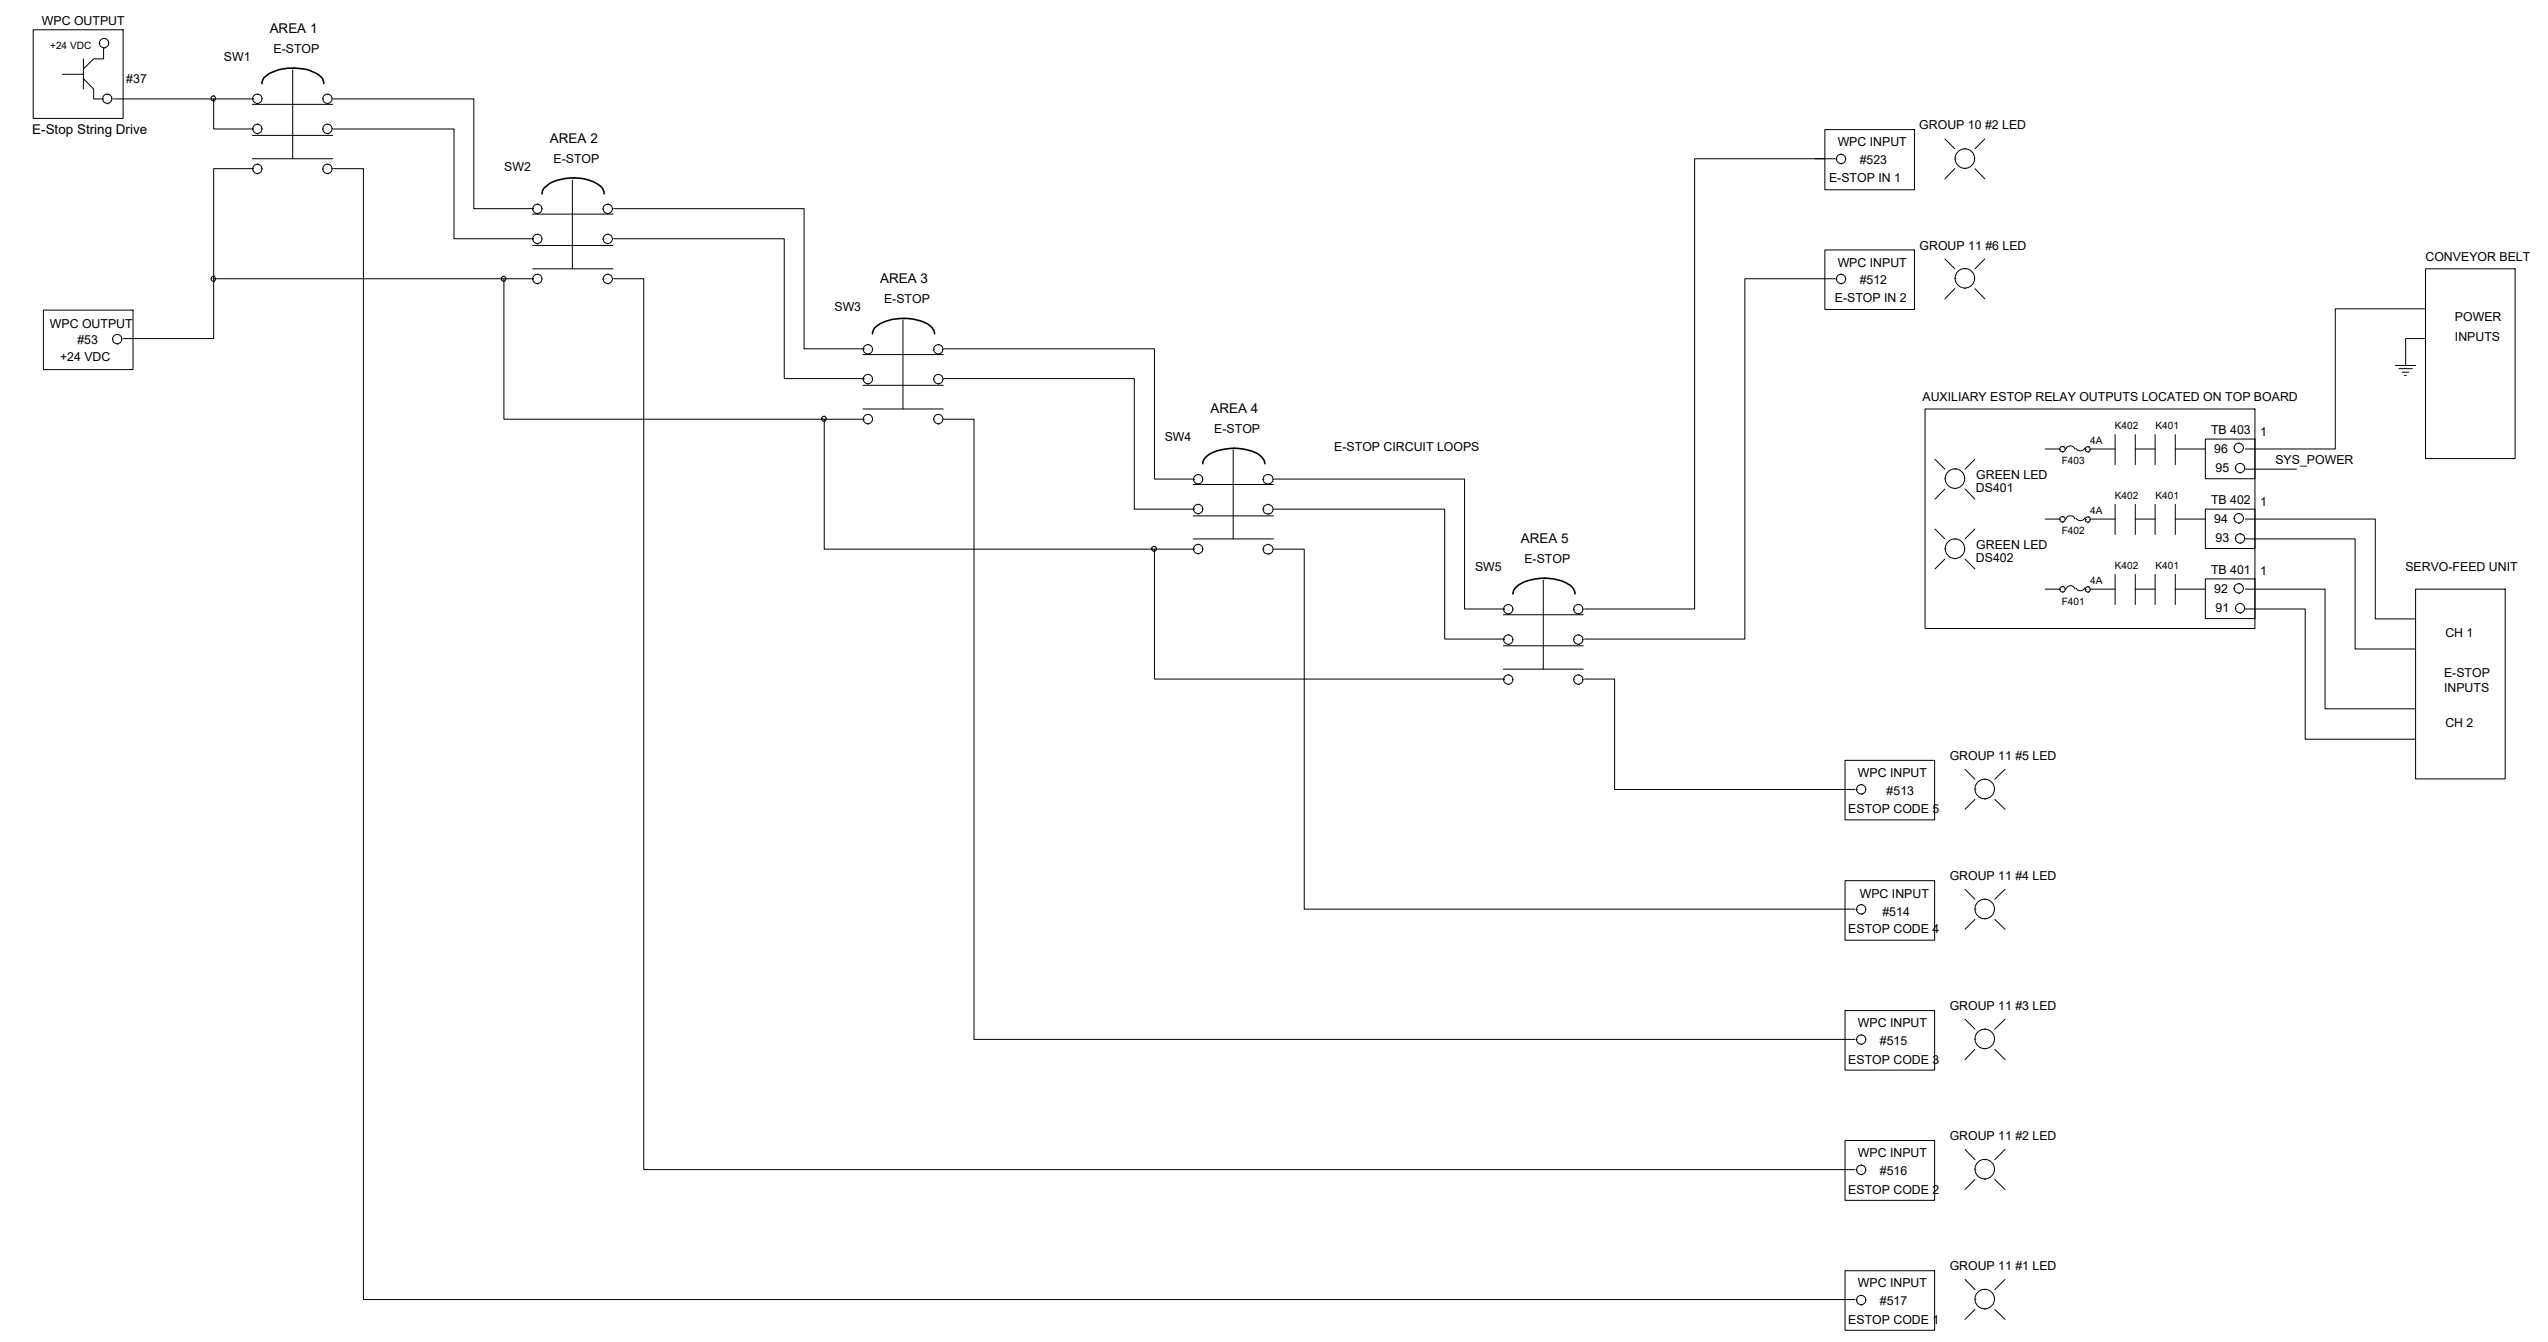 WPC OUTPUT
+24 VDC
#37
E-Stop String Drive
AREA 1
E-STOP
SW1
AREA 2
E-STOP
SW2
WPC OUTPUT
#53
+24 VDC
AREA 3
E-STOP
SW3
AREA 4
E-STOP
SW4
E-STOP CIRCUIT LOOPS
AREA 5
E-STOP
SW5
GROUP 10 #2 LED
WPC INPUT
#523
E-STOP IN 1
GROUP 11 #6 LED
WPC INPUT
#512
E-STOP IN 2
CONVEYOR BELT
POWER
INPUTS
AUXILIARY ESTOP RELAY OUTPUTS LOCATED ON TOP BOARD
4A
F403
K402
K401
TB 403
1
96
95
SYS_POWER
GREEN LED
DS401
4A
F402
K402
K401
TB 402
1
94
93
GREEN LED
DS402
4A
F401
K402
K401
TB 401
1
92
91
SERVO-FEED UNIT
CH 1
E-STOP
INPUTS
CH 2
GROUP 11 #5 LED
WPC INPUT
#513
ESTOP CODE 5
GROUP 11 #4 LED
WPC INPUT
#514
ESTOP CODE 4
GROUP 11 #3 LED
WPC INPUT
#515
ESTOP CODE 3
GROUP 11 #2 LED
WPC INPUT
#516
ESTOP CODE 2
GROUP 11 #1 LED
WPC INPUT
#517
ESTOP CODE 1